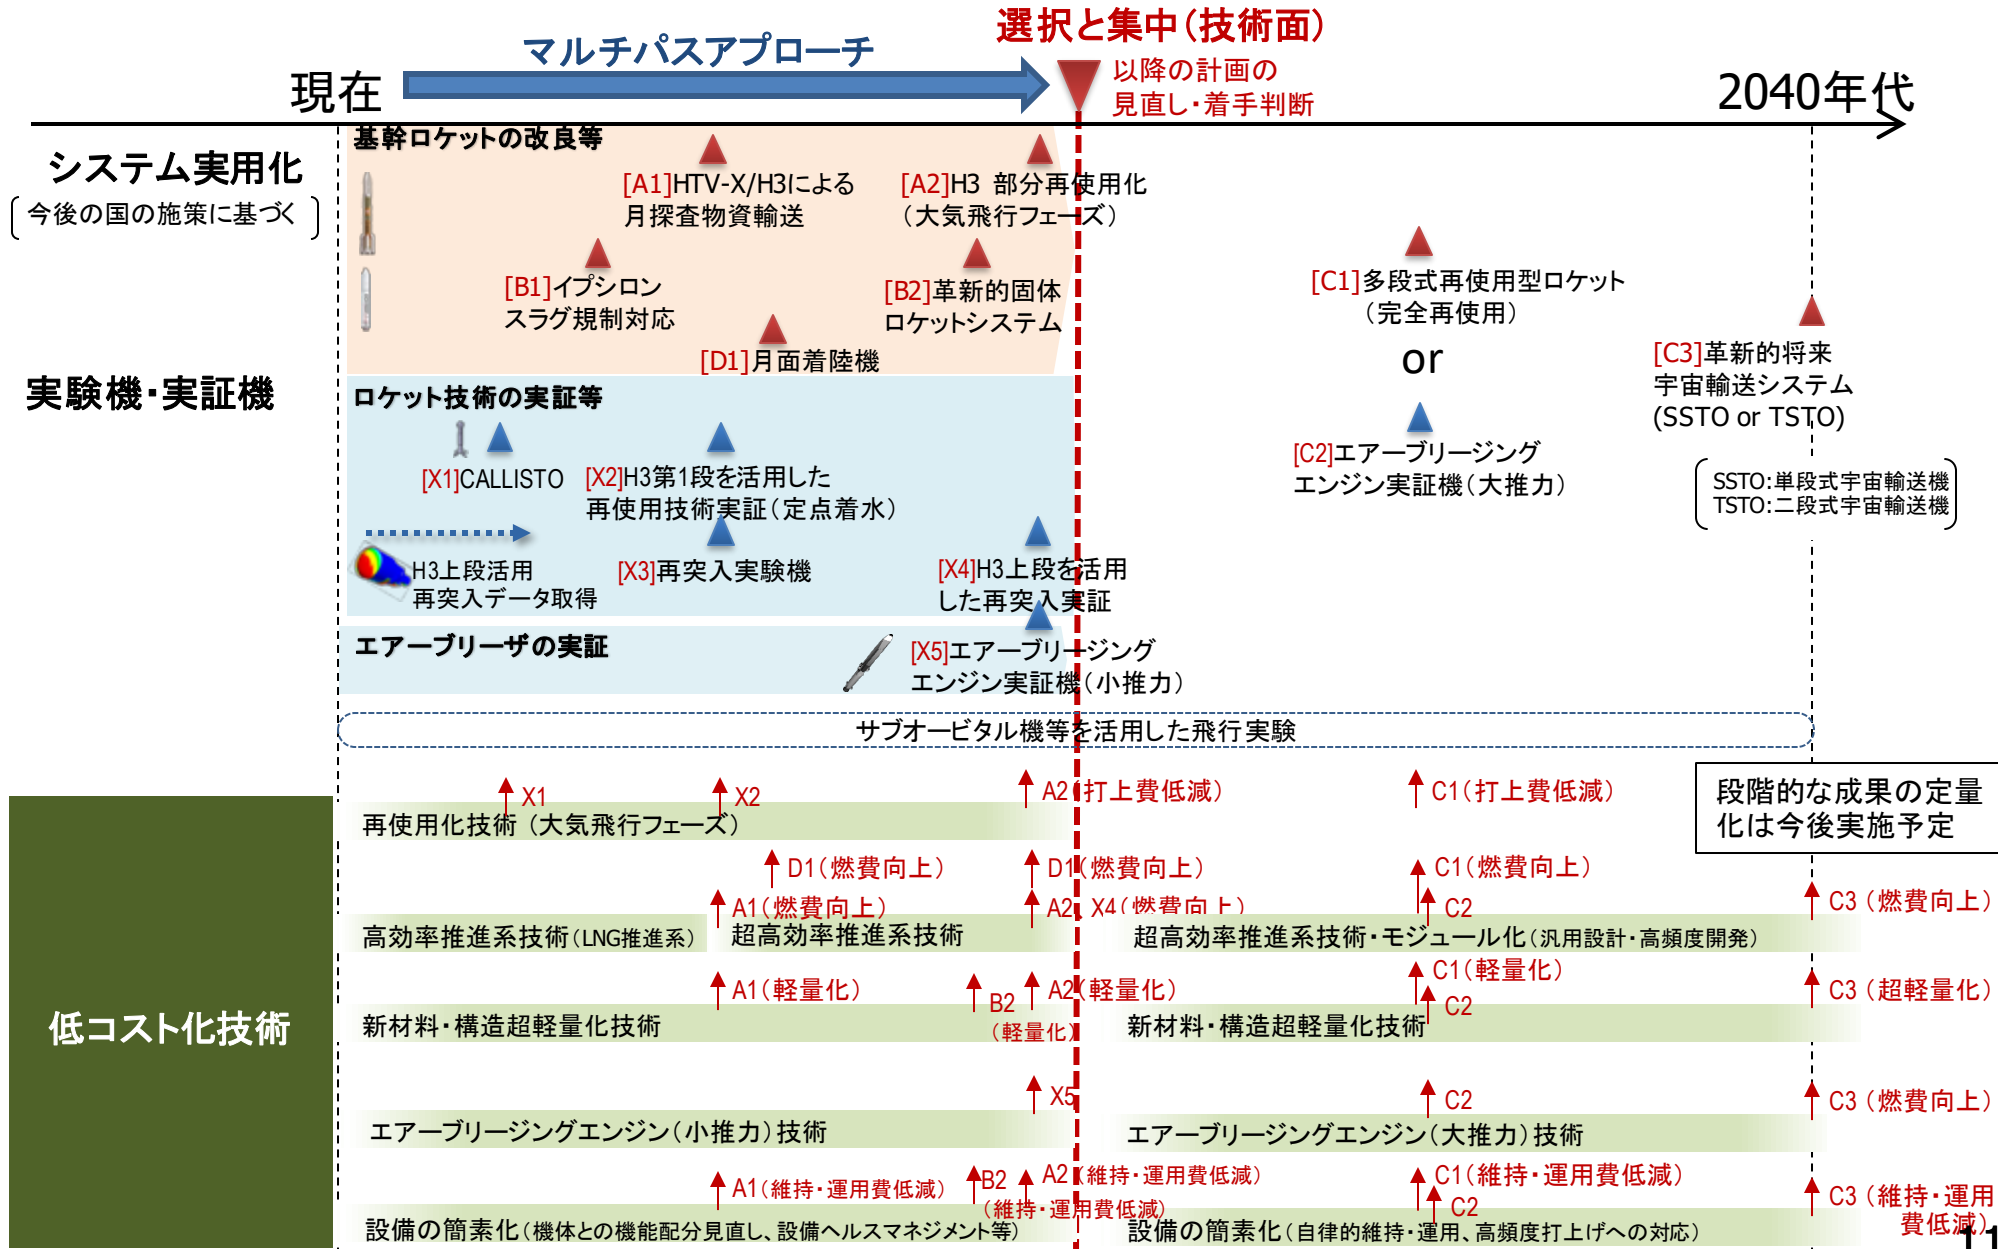 選択と集中(技術面)
マルチパスアプローチ
以降の計画の
見直し・着手判断
現在
2040年代
システム実用化
今後の国の施策に基づく
基幹ロケットの改良等
[A1]HTV-X/H3による
月探査物資輸送
[A2]H3 部分再使用化
(大気飛行フェーズ)
[B1]イプシロン
スラグ規制対応
[B2]革新的固体
ロケットシステム
[D1]月面着陸機
[C1]多段式再使用型ロケット
(完全再使用)
or
[C2]エアーブリージング
エンジン実証機(大推力)
[C3]革新的将来
宇宙輸送システム
(SSTO or TSTO)
SSTO:単段式宇宙輸送機
TSTO:二段式宇宙輸送機
実験機・実証機
ロケット技術の実証等
[X1]CALLISTO
[X2]H3第1段を活用した
再使用技術実証(定点着水)
H3上段活用
再突入データ取得
[X3]再突入実験機
[X4]H3上段を活用
した再突入実証
エアーブリーザの実証
[X5]エアーブリージング
エンジン実証機(小推力)
サブオービタル機等を活用した飛行実験
低コスト化技術
段階的な成果の定量
化は今後実施予定
X1
X2
A2(打上費低減)
C1(打上費低減)
再使用化技術(大気飛行フェーズ)
D1(燃費向上)
D1(燃費向上)
C1(燃費向上)
A1(燃費向上)
A2、X4(燃費向上)
C2
C3(燃費向上)
高効率推進系技術(LNG推進系)
超高効率推進系技術
超高効率推進系技術・モジュール化(汎用設計・高頻度開発)
A1(軽量化)
B2
(軽量化)
A2(軽量化)
C1(軽量化)
C2
C3(超軽量化)
新材料・構造超軽量化技術
新材料・構造超軽量化技術
X5
C2
C3(燃費向上)
エアーブリージングエンジン(小推力)技術
エアーブリージングエンジン(大推力)技術
A1(維持・運用費低減)
B2
(維持・運用費低減)
A2(維持・運用費低減)
C1(維持・運用費低減)
C2
C3(維持・運用
費低減)
設備の簡素化(機体との機能配分見直し、設備ヘルスマネジメント等)
設備の簡素化(自律的維持・運用、高頻度打上げへの対応)
11